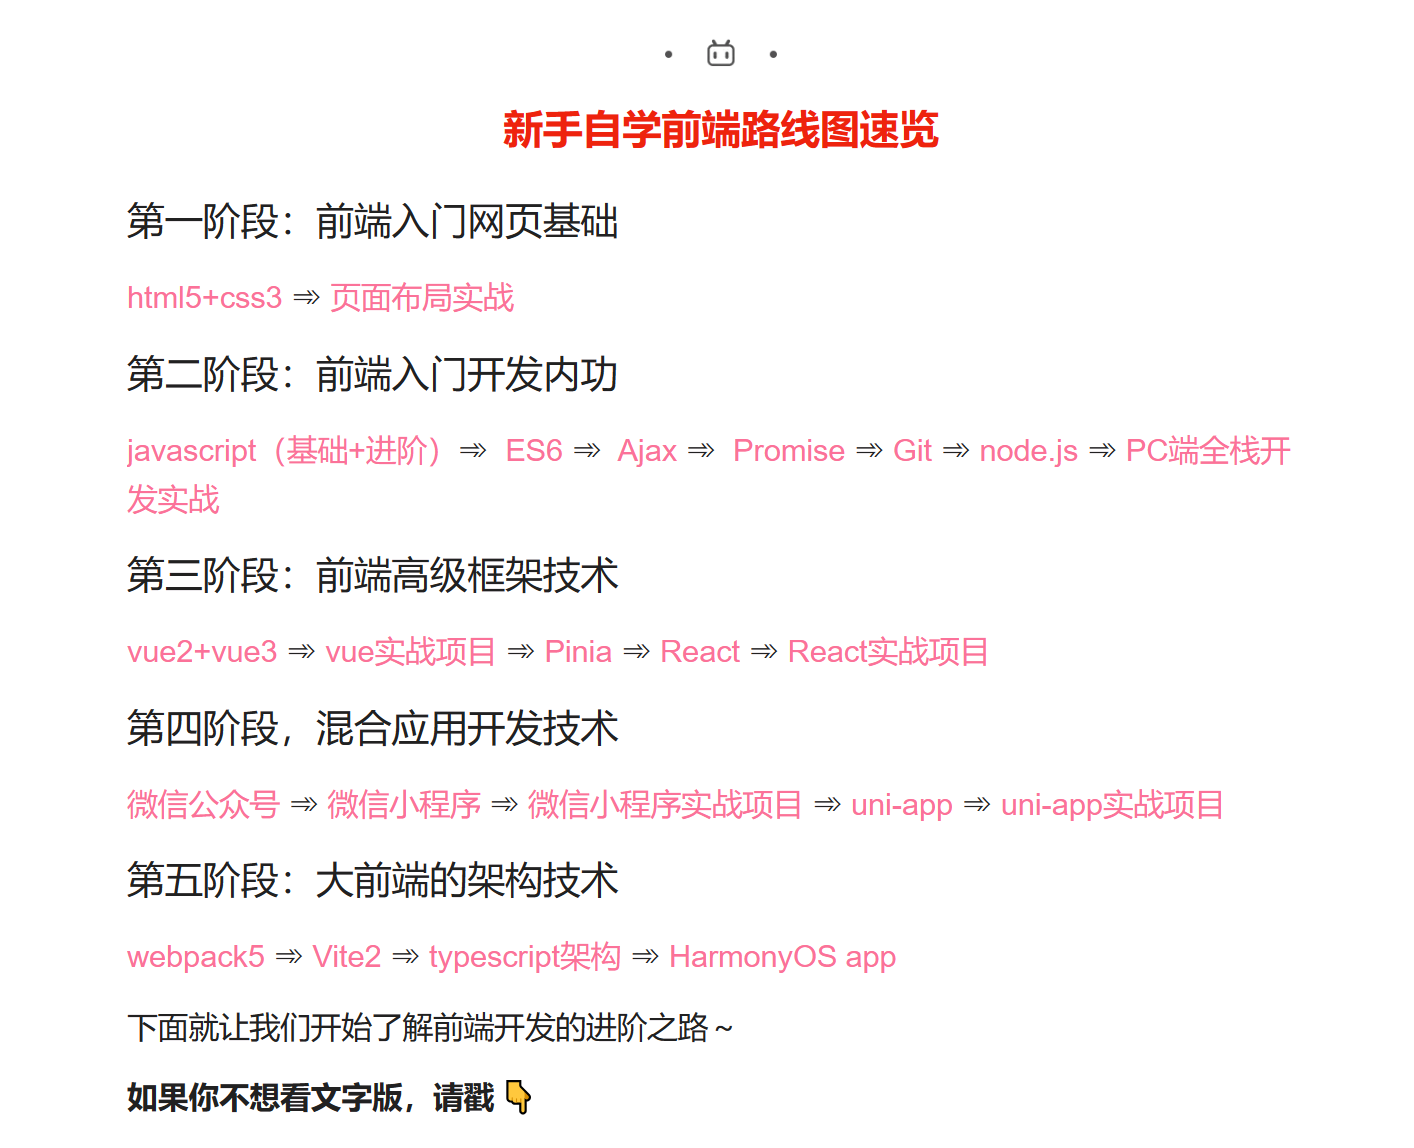 新手自学前端路线图速览
第一阶段：前端入门网页基础
html5+css3 ⇒ 页面布局实战
第二阶段：前端入门开发内功
javascript（基础+进阶）⇒ ES6 ⇒ Ajax ⇒ Promise ⇒ Git ⇒ node.js ⇒ PC端全栈开
发实战
第三阶段：前端高级框架技术
vue2+vue3 ⇒ vue实战项目 ⇒ Pinia ⇒ React ⇒ React实战项目
第四阶段，混合应用开发技术
微信公众号 ⇒ 微信小程序 ⇒ 微信小程序实战项目 ⇒ uni-app ⇒ uni-app实战项目
第五阶段：大前端的架构技术
webpack5 ⇒ Vite2 ⇒ typescript架构 ⇒ HarmonyOS app
下面就让我们开始了解前端开发的进阶之路～
如果你不想看文字版，请戳 👇